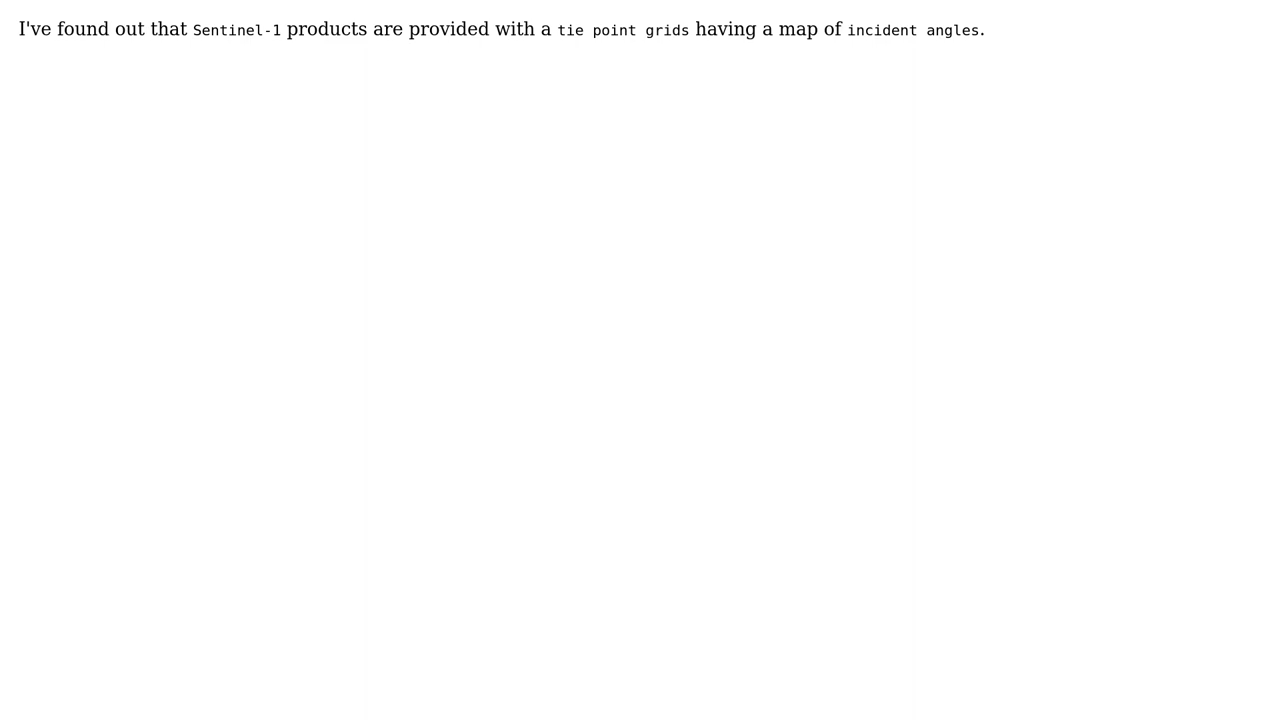 I've found out that Sentinel-1 products are provided with a tie point grids having a map of incident angles.